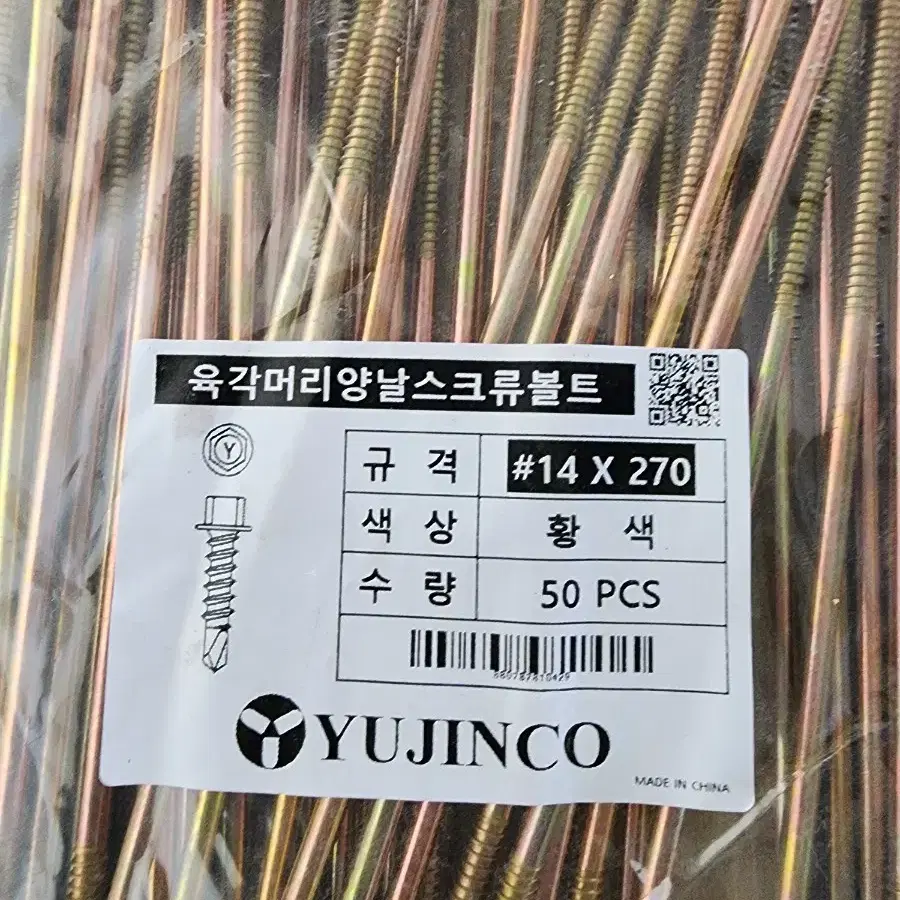 육각머리양날스크류볼트
Y
규 격 #14 X 270
색 상 황 색
수 량 50 PCS
YUJINCO
MADE IN CHINA